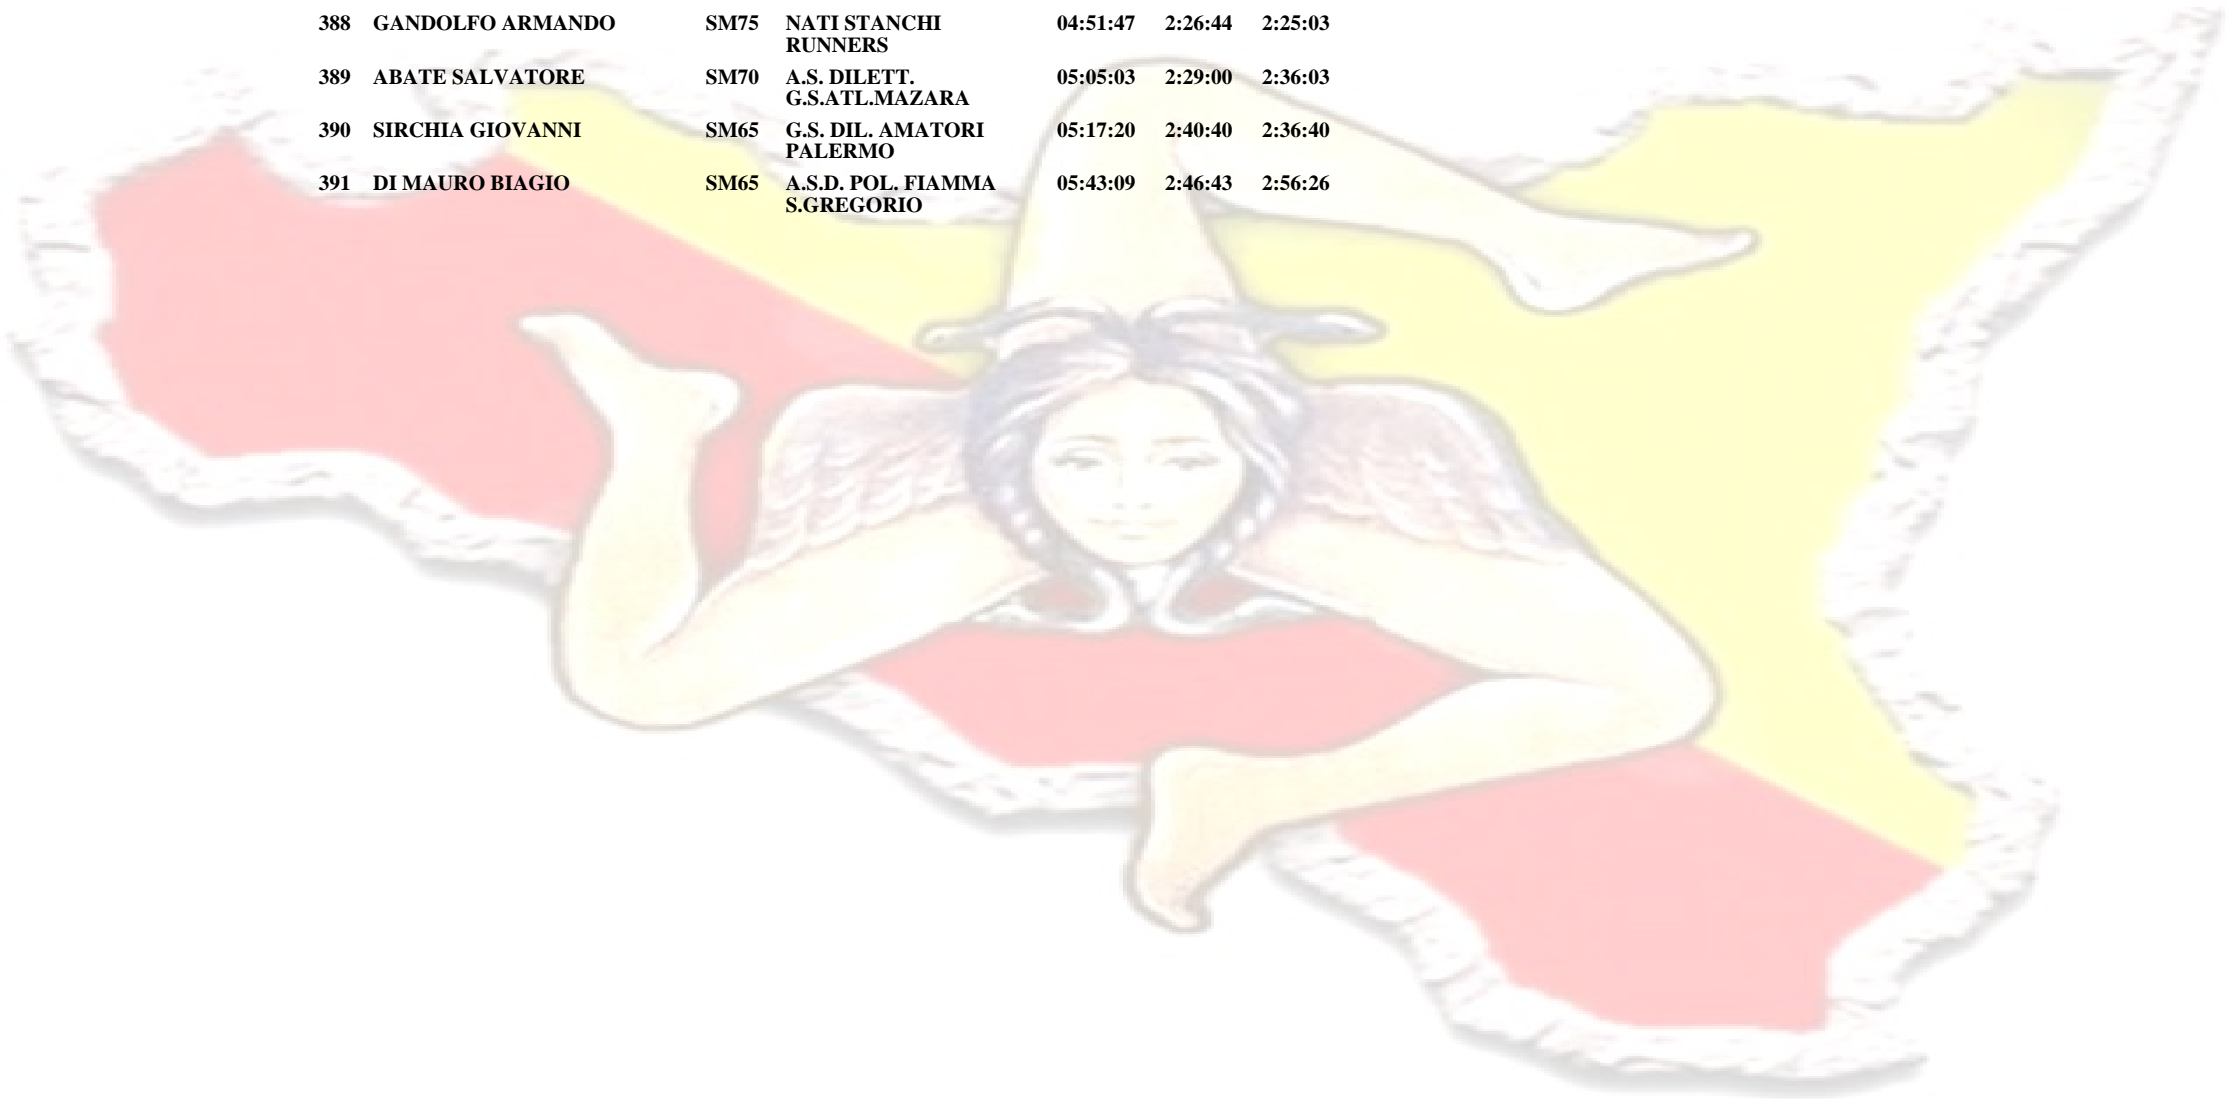 388 GANDOLFO ARMANDO SM75 NATI STANCHI 04:51:47 2:26:44 2:25:03
RUNNERS
389 ABATE SALVATORE SM70 A.S. DILETT. 05:05:03 2:29:00 2:36:03
G.S.ATL.MAZARA
390 SIRCHIA GIOVANNI SM65 G.S. DIL. AMATORI 05:17:20 2:40:40 2:36:40
PALERMO
391 DI MAURO BIAGIO SM65 A.S.D. POL. FIAMMA 05:43:09 2:46:43 2:56:26
S.GREGORIO